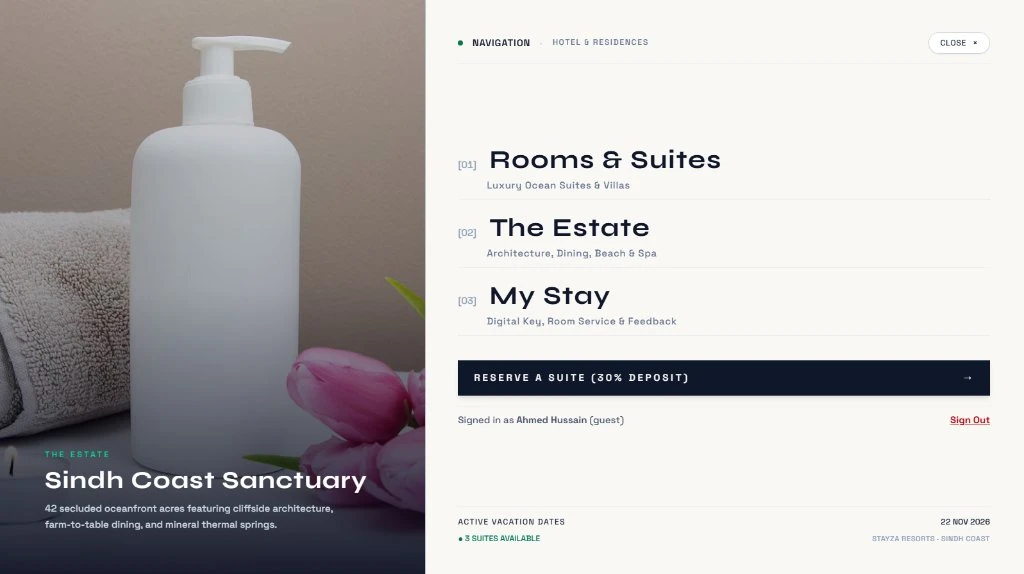 THE ESTATE
Sindh Coast Sanctuary
42 secluded oceanfront acres featuring cliffside architecture,
farm-to-table dining, and mineral thermal springs.
NAVIGATION · HOTEL & RESIDENCES
CLOSE ×
[01] Rooms & Suites
Luxury Ocean Suites & Villas
[02] The Estate
Architecture, Dining, Beach & Spa
[03] My Stay
Digital Key, Room Service & Feedback
RESERVE A SUITE (30% DEPOSIT) →
Signed in as Ahmed Hussain (guest) Sign Out
ACTIVE VACATION DATES 22 NOV 2026
● 3 SUITES AVAILABLE STAYZA RESORTS · SINDH COAST